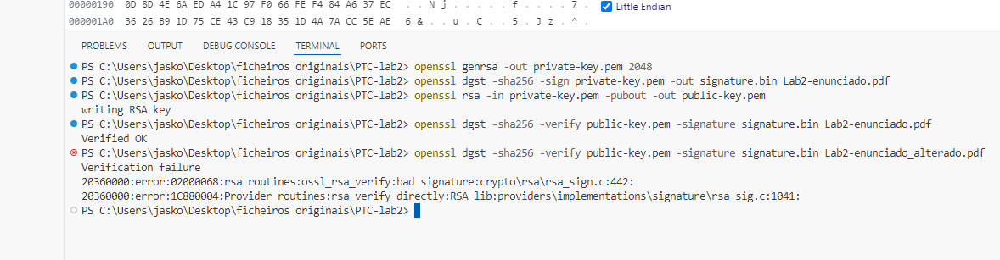 00000190 0D 8D 4E 6A ED A4 1C 97 F0 66 FE F4 84 A6 37 EC . . N j . . . . . f . . . . 7 . Little Endian
000001A0 36 26 B9 1D 75 CE 43 C9 18 35 1D 4A 7A CC 5E AE 6 & . . u . C . . 5 . J z . ^ .
PROBLEMS OUTPUT DEBUG CONSOLE TERMINAL PORTS
PS C:\Users\jasko\Desktop\ficheiros originais\PTC-lab2> openssl genrsa -out private-key.pem 2048
PS C:\Users\jasko\Desktop\ficheiros originais\PTC-lab2> openssl dgst -sha256 -sign private-key.pem -out signature.bin Lab2-enunciado.pdf
PS C:\Users\jasko\Desktop\ficheiros originais\PTC-lab2> openssl rsa -in private-key.pem -pubout -out public-key.pem
writing RSA key
PS C:\Users\jasko\Desktop\ficheiros originais\PTC-lab2> openssl dgst -sha256 -verify public-key.pem -signature signature.bin Lab2-enunciado.pdf
Verified OK
PS C:\Users\jasko\Desktop\ficheiros originais\PTC-lab2> openssl dgst -sha256 -verify public-key.pem -signature signature.bin Lab2-enunciado_alterado.pdf
Verification failure
20360000:error:02000068:rsa routines:ossl_rsa_verify:bad signature:crypto\rsa\rsa_sign.c:442:
20360000:error:1C880004:Provider routines:rsa_verify_directly:RSA lib:providers\implementations\signature\rsa_sig.c:1041:
PS C:\Users\jasko\Desktop\ficheiros originais\PTC-lab2>